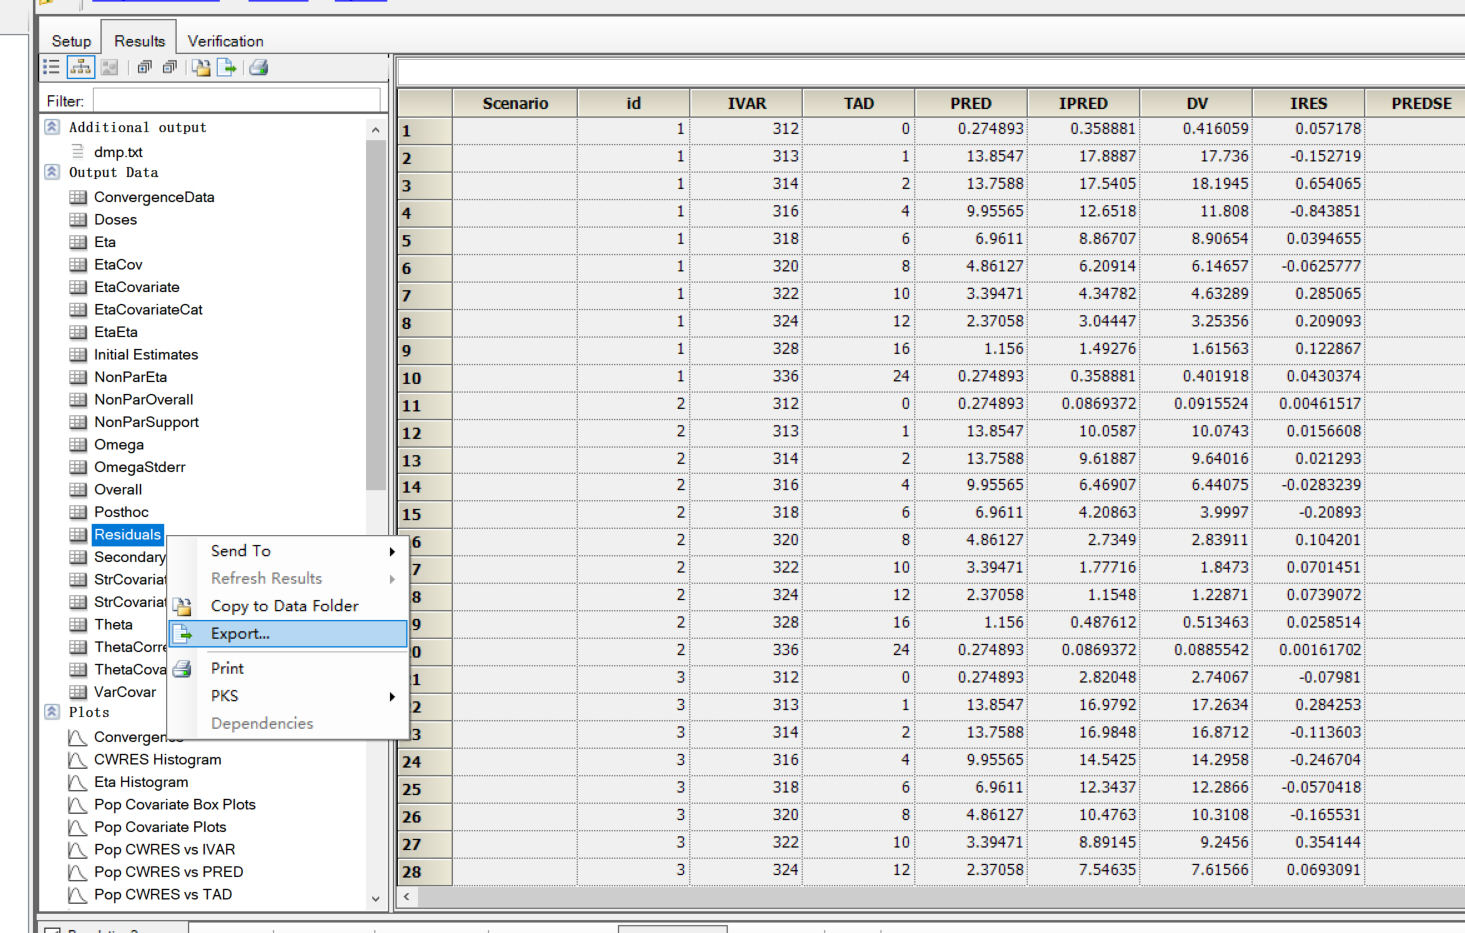 Setup Results Verification
Filter:
Additional output
dmp.txt
Output Data
ConvergenceData
Doses
Eta
EtaCov
EtaCovariate
EtaCovariateCat
EtaEta
Initial Estimates
NonParEta
NonParOverall
NonParSupport
Omega
OmegaStderr
Overall
Posthoc
Residuals
Secondary
StrCovariat
StrCovariat
Theta
ThetaCorre
ThetaCova
VarCovar
Plots
Convergence
CWRES Histogram
Eta Histogram
Pop Covariate Box Plots
Pop Covariate Plots
Pop CWRES vs IVAR
Pop CWRES vs PRED
Pop CWRES vs TAD
Send To
Refresh Results
Copy to Data Folder
Export...
Print
PKS
Dependencies
Scenario id IVAR TAD PRED IPRED DV IRES PREDSE
1 1 312 0 0.274893 0.358881 0.416059 0.057178
2 1 313 1 13.8547 17.8887 17.736 -0.152719
3 1 314 2 13.7588 17.5405 18.1945 0.654065
4 1 316 4 9.95565 12.6518 11.808 -0.843851
5 1 318 6 6.9611 8.86707 8.90654 0.0394655
6 1 320 8 4.86127 6.20914 6.14657 -0.0625777
7 1 322 10 3.39471 4.34782 4.63289 0.285065
8 1 324 12 2.37058 3.04447 3.25356 0.209093
9 1 328 16 1.156 1.49276 1.61563 0.122867
10 1 336 24 0.274893 0.358881 0.401918 0.0430374
11 2 312 0 0.274893 0.0869372 0.0915524 0.00461517
12 2 313 1 13.8547 10.0587 10.0743 0.0156608
13 2 314 2 13.7588 9.61887 9.64016 0.021293
14 2 316 4 9.95565 6.46907 6.44075 -0.0283239
15 2 318 6 6.9611 4.20863 3.9997 -0.20893
6 2 320 8 4.86127 2.7349 2.83911 0.104201
7 2 322 10 3.39471 1.77716 1.8473 0.0701451
8 2 324 12 2.37058 1.1548 1.22871 0.0739072
9 2 328 16 1.156 0.487612 0.513463 0.0258514
0 2 336 24 0.274893 0.0869372 0.0885542 0.00161702
1 3 312 0 0.274893 2.82048 2.74067 -0.07981
2 3 313 1 13.8547 16.9792 17.2634 0.284253
3 3 314 2 13.7588 16.9848 16.8712 -0.113603
24 3 316 4 9.95565 14.5425 14.2958 -0.246704
25 3 318 6 6.9611 12.3437 12.2866 -0.0570418
26 3 320 8 4.86127 10.4763 10.3108 -0.165531
27 3 322 10 3.39471 8.89145 9.2456 0.354144
28 3 324 12 2.37058 7.54635 7.61566 0.0693091